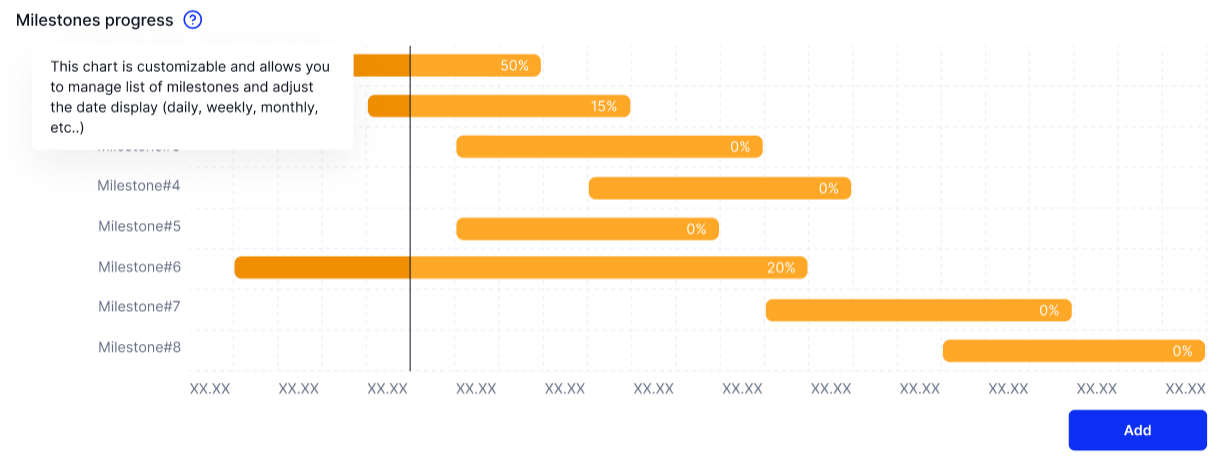 Milestones progress ?
This chart is customizable and allows you
to manage list of milestones and adjust
the date display (daily, weekly, monthly,
etc..)
50%
15%
0%
Milestone#4 0%
Milestone#5 0%
Milestone#6 20%
Milestone#7 0%
Milestone#8 0%
XX.XX XX.XX XX.XX XX.XX XX.XX XX.XX XX.XX XX.XX XX.XX XX.XX XX.XX XX.XX
Add